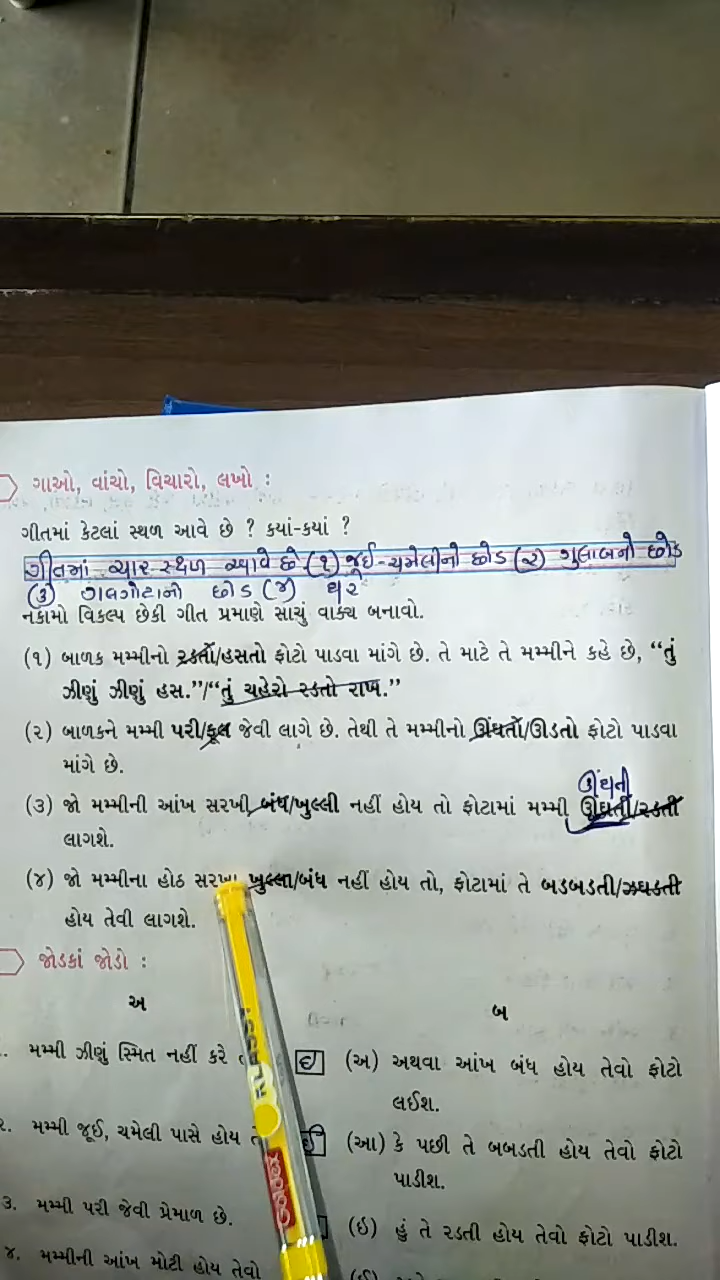 ગાઓ, વાંચો, વિચારો, લખો :
ગીતમાં કેટલાં સ્થળ આવે છે ? કયાં-કયાં ?
ગીતમાં ચાર સ્થળ આવે છે. (૧) જૂઈ-ચમેલીનો છોડ (૨) ગુલાબનો છોડ
(૩) ગલગોટાનો છોડ (૪) ઘરે
નકામો વિકલ્પ છેકી ગીત પ્રમાણે સાચું વાક્ય બનાવો.
(૧) બાળક મમ્મીનો રડતો/હસતો ફોટો પાડવા માંગે છે. તે માટે તે મમ્મીને કહે છે, “તું
ઝીણું ઝીણું હસ.”/“તું ચહેરો રડતો રાખ.”
(૨) બાળકને મમ્મી પરી/ફૂલ જેવી લાગે છે. તેથી તે મમ્મીનો ઊંઘતો/ઊડતો ફોટો પાડવા
માંગે છે.
ઊંઘતી
(૩) જો મમ્મીની આંખ સરખી બંધ/ખુલ્લી નહીં હોય તો ફોટામાં મમ્મી ઊંઘતી/રડતી
લાગશે.
(૪) જો મમ્મીના હોઠ સરખા ખુલ્લા/બંધ નહીં હોય તો, ફોટામાં તે બડબડતી/ઝઘડતી
હોય તેવી લાગશે.
જોડકાં જોડો :
અ બ
. મમ્મી ઝીણું સ્મિત નહીં કરે ઈ (અ) અથવા આંખ બંધ હોય તેવો ફોટો
લઈશ.
૨. મમ્મી જૂઈ, ચમેલી પાસે હોય (આ) કે પછી તે બબડતી હોય તેવો ફોટો
પાડીશ.
૩. મમ્મી પરી જેવી પ્રેમાળ છે. (ઇ) હું તે રડતી હોય તેવો ફોટો પાડીશ.
૪. મમ્મીની આંખ મોટી હોય તેવો